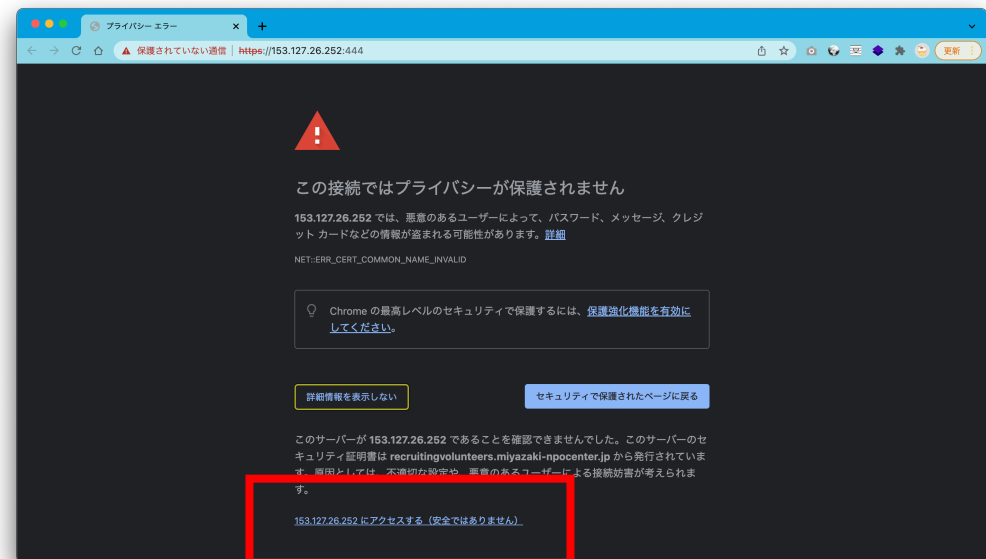 プライバシー エラー
保護されていない通信 | https://153.127.26.252:444
更新
この接続ではプライバシーが保護されません
153.127.26.252 では、悪意のあるユーザーによって、パスワード、メッセージ、クレジ
ット カードなどの情報が盗まれる可能性があります。詳細
NET::ERR_CERT_COMMON_NAME_INVALID
Chrome の最高レベルのセキュリティで保護するには、保護強化機能を有効に
してください。
詳細情報を表示しない
セキュリティで保護されたページに戻る
このサーバーが 153.127.26.252 であることを確認できませんでした。このサーバーのセ
キュリティ証明書は recruitingvolunteers.miyazaki-npocenter.jp から発行されていま
す。原因としては、不適切な設定や、悪意のあるユーザーによる接続妨害が考えられま
す。
153.127.26.252 にアクセスする（安全ではありません）